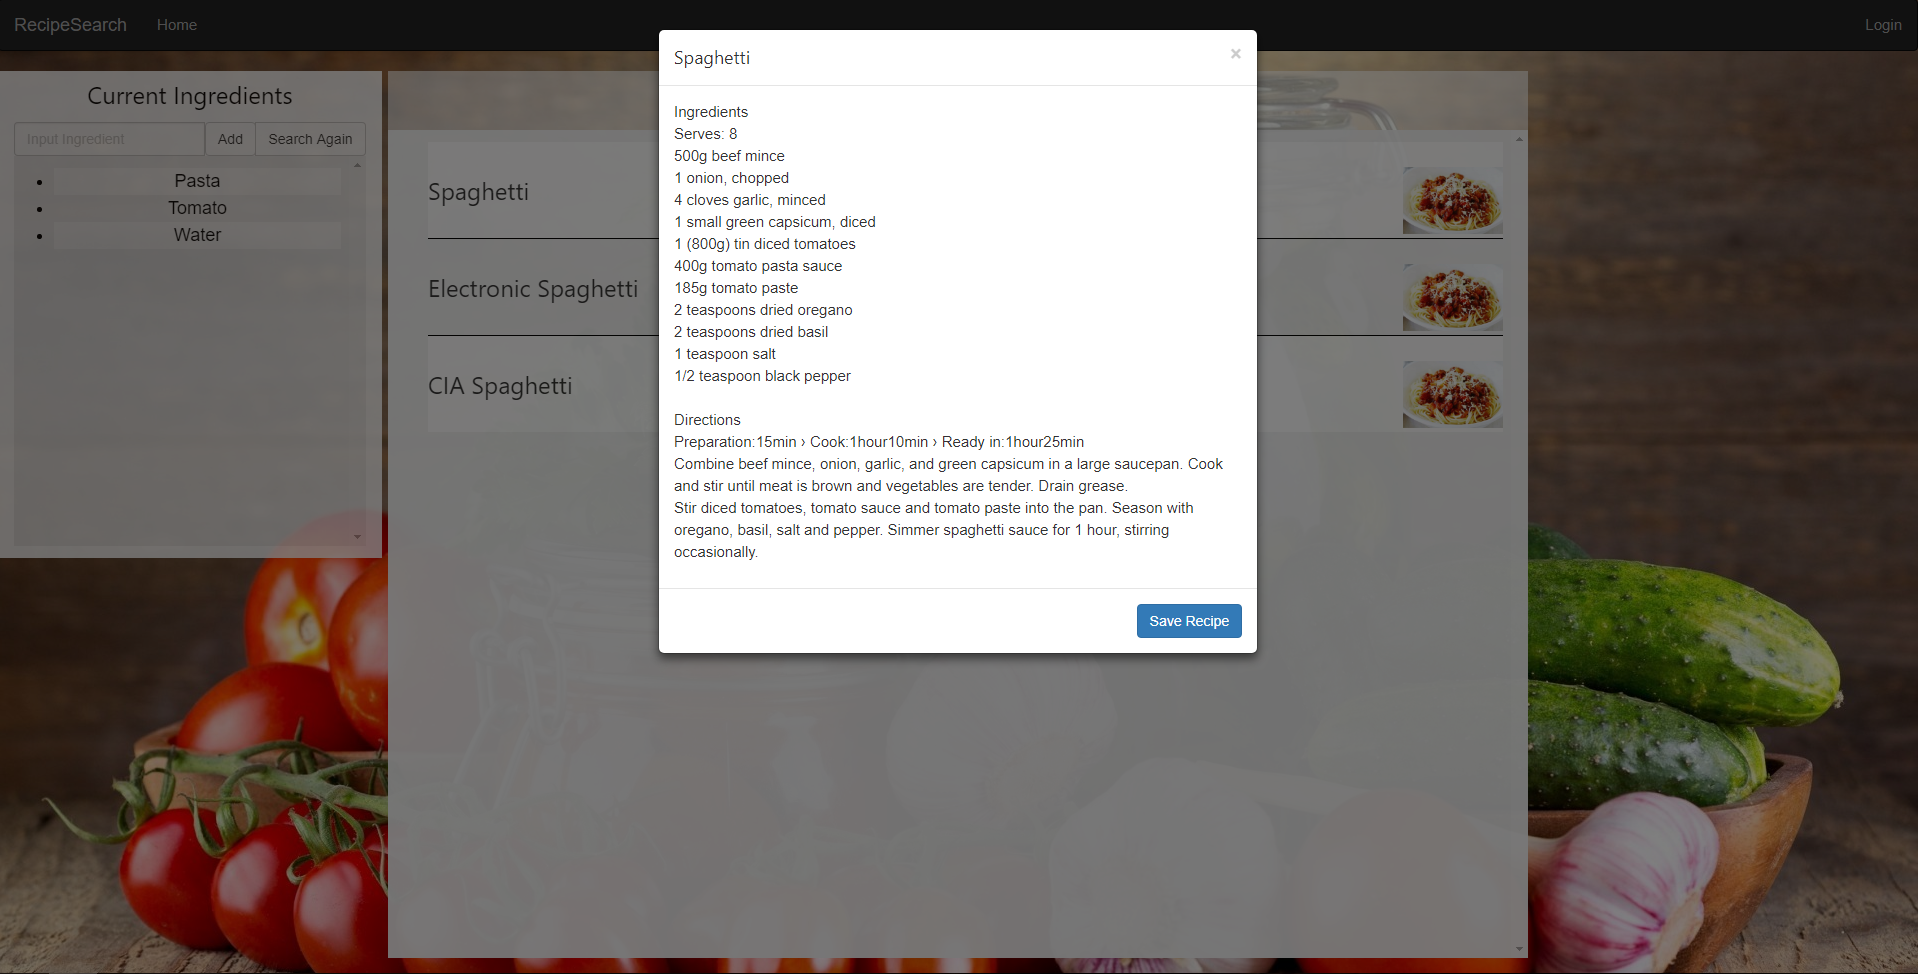 RecipeSearch Home Login
Current Ingredients
Input Ingredient Add Search Again
Pasta
Tomato
Water
Spaghetti
Electronic Spaghetti
CIA Spaghetti
Spaghetti ×
Ingredients
Serves: 8
500g beef mince
1 onion, chopped
4 cloves garlic, minced
1 small green capsicum, diced
1 (800g) tin diced tomatoes
400g tomato pasta sauce
185g tomato paste
2 teaspoons dried oregano
2 teaspoons dried basil
1 teaspoon salt
1/2 teaspoon black pepper
Directions
Preparation:15min › Cook:1hour10min › Ready in:1hour25min
Combine beef mince, onion, garlic, and green capsicum in a large saucepan. Cook
and stir until meat is brown and vegetables are tender. Drain grease.
Stir diced tomatoes, tomato sauce and tomato paste into the pan. Season with
oregano, basil, salt and pepper. Simmer spaghetti sauce for 1 hour, stirring
occasionally.
Save Recipe